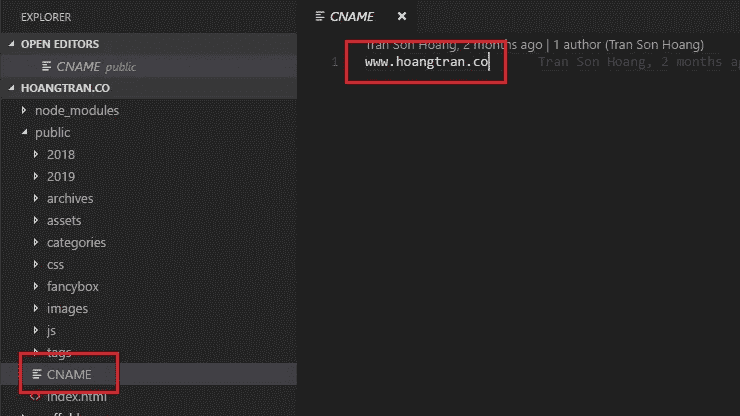 EXPLORER
OPEN EDITORS
CNAME public
HOANGTRAN.CO
node_modules
public
2018
2019
archives
assets
categories
css
fancybox
images
js
tags
CNAME
index.html
CNAME
Tran Son Hoang, 2 months ago | 1 author (Tran Son Hoang)
1 www.hoangtran.co Tran Son Hoang, 2 months ag